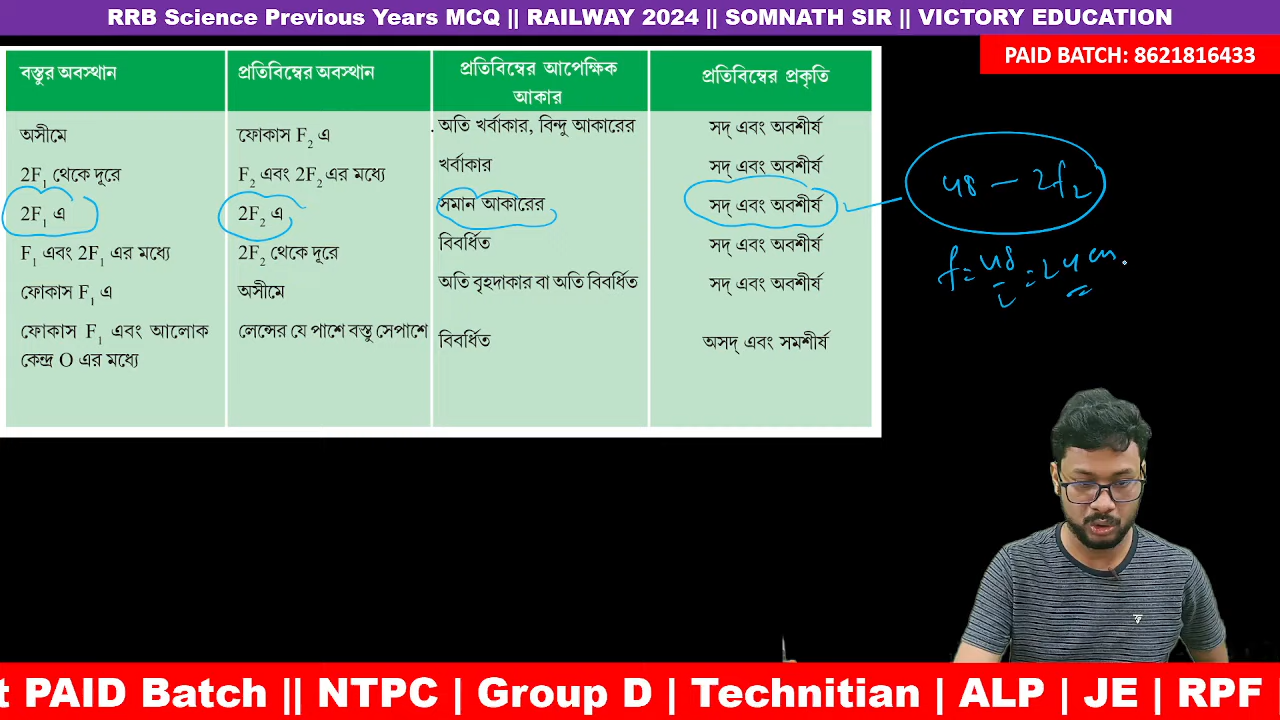 RRB Science Previous Years MCQ || RAILWAY 2024 || SOMNATH SIR || VICTORY EDUCATION
PAID BATCH: 8621816433
বস্তুর অবস্থান প্রতিবিম্বের অবস্থান প্রতিবিম্বের আপেক্ষিক আকার প্রতিবিম্বের প্রকৃতি
অসীমে ফোকাস F₂ এ অতি খর্বাকার, বিন্দু আকারের সদ্ এবং অবশীর্ষ
2F₁ থেকে দূরে F₂ এবং 2F₂ এর মধ্যে খর্বাকার সদ্ এবং অবশীর্ষ
2F₁ এ 2F₂ এ সমান আকারের সদ্ এবং অবশীর্ষ
F₁ এবং 2F₁ এর মধ্যে 2F₂ থেকে দূরে বিবর্ধিত সদ্ এবং অবশীর্ষ
ফোকাস F₁ এ অসীমে অতি বৃহদাকার বা অতি বিবর্ধিত সদ্ এবং অবশীর্ষ
ফোকাস F₁ এবং আলোক কেন্দ্র O এর মধ্যে লেন্সের যে পাশে বস্তু সেপাশে বিবর্ধিত অসদ্ এবং সমশীর্ষ
48 — 2f₂
f = 48/2 = 24 cm
t PAID Batch || NTPC | Group D | Technitian | ALP | JE | RPF